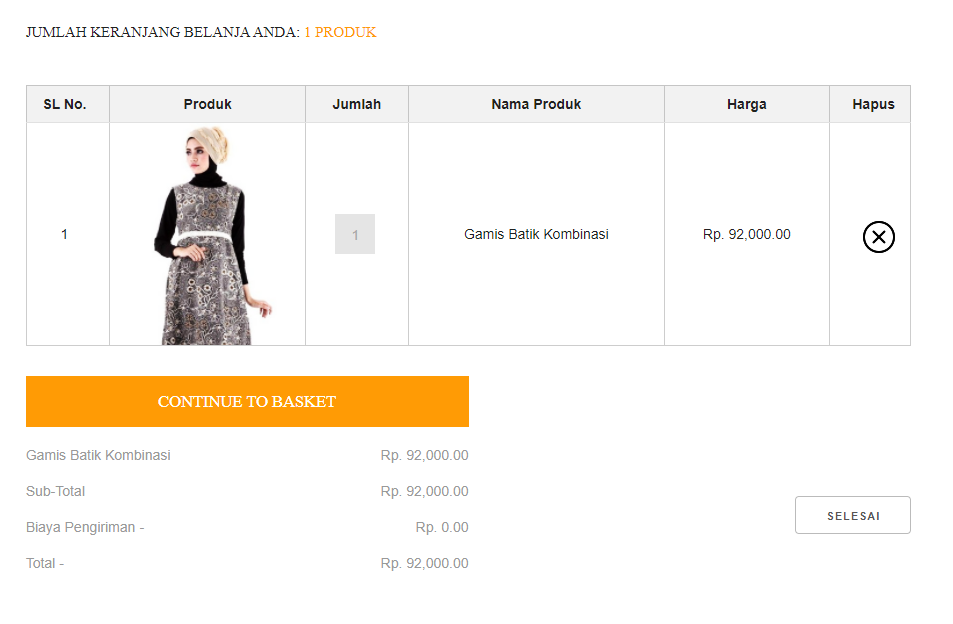 JUMLAH KERANJANG BELANJA ANDA: 1 PRODUK
SL No. Produk Jumlah Nama Produk Harga Hapus
1 1 Gamis Batik Kombinasi Rp. 92,000.00
CONTINUE TO BASKET
Gamis Batik Kombinasi Rp. 92,000.00
Sub-Total Rp. 92,000.00
Biaya Pengiriman - Rp. 0.00
SELESAI
Total - Rp. 92,000.00